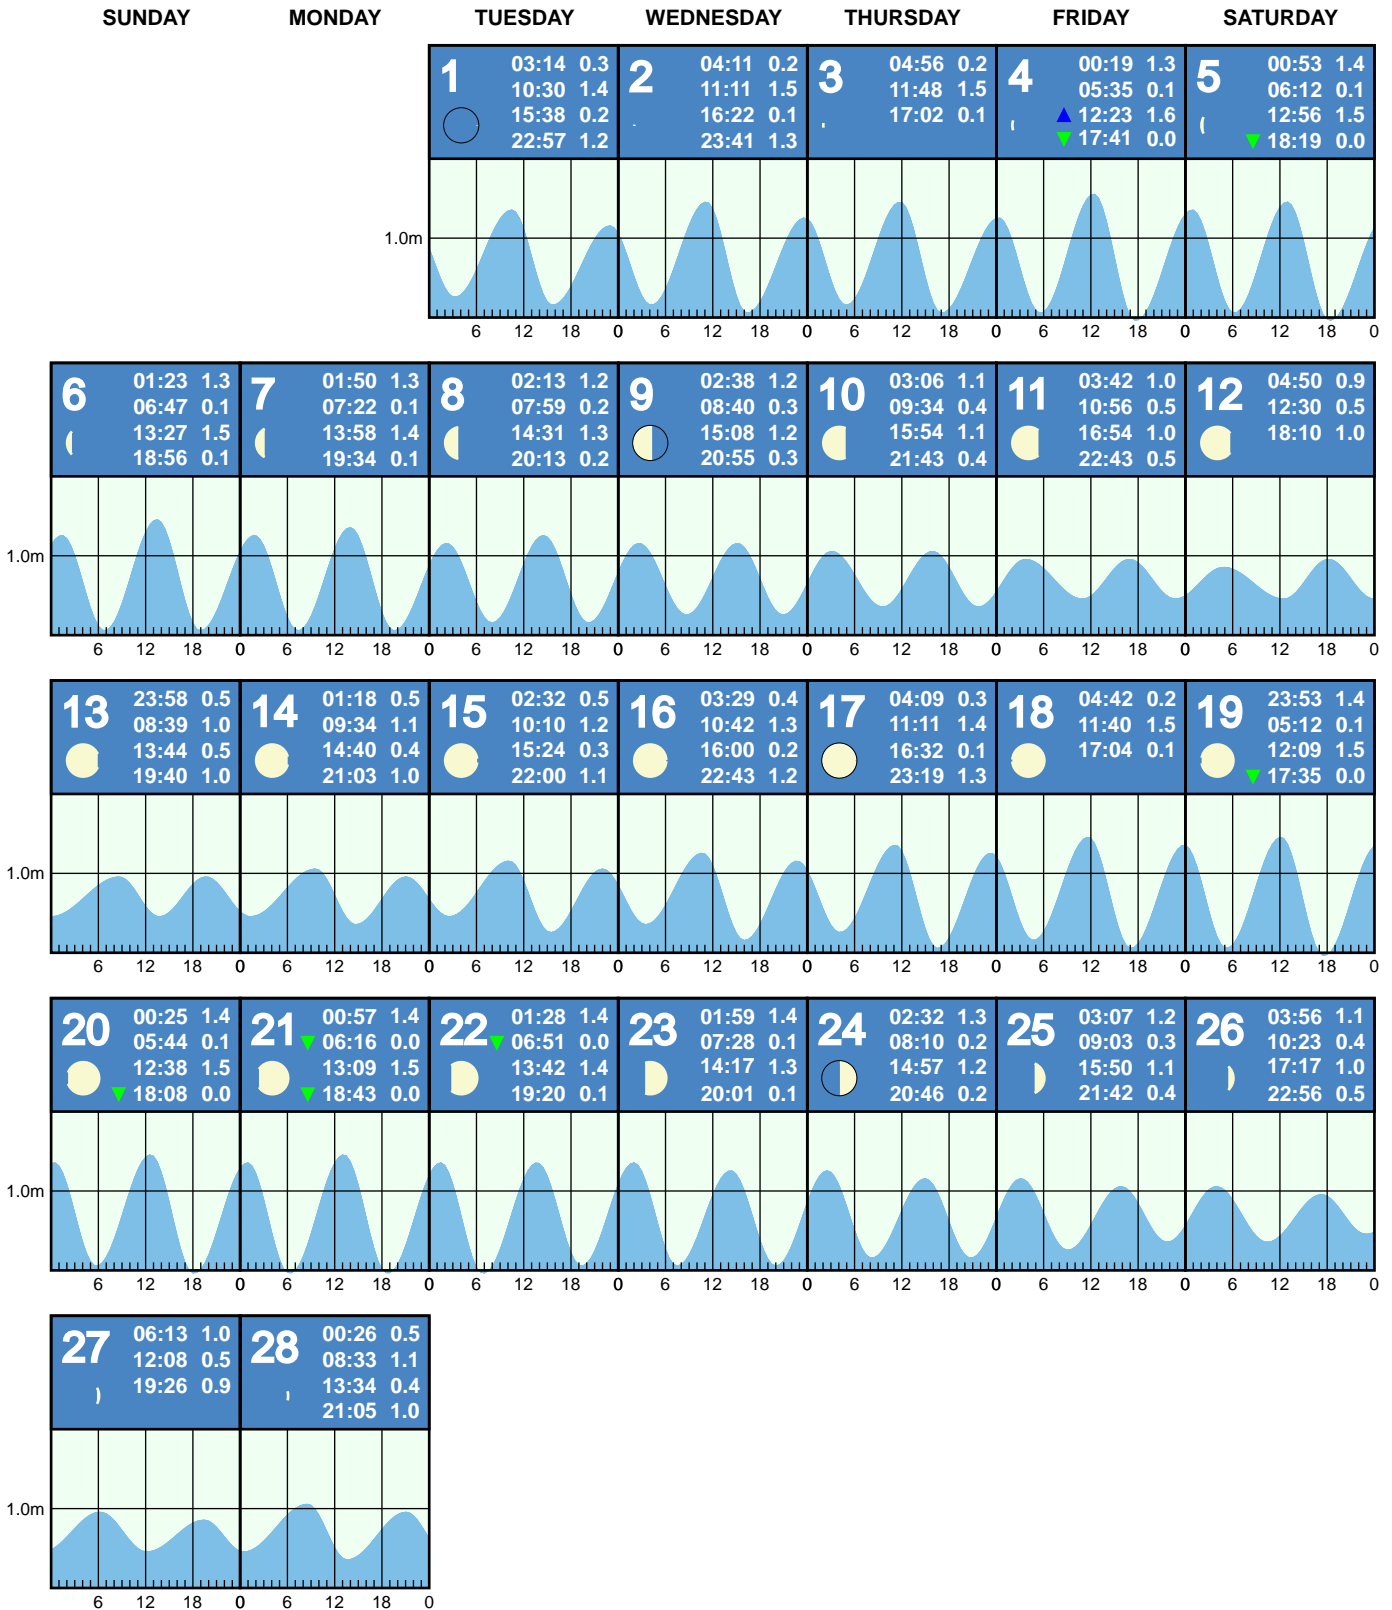 SUNDAY MONDAY TUESDAY WEDNESDAY THURSDAY FRIDAY SATURDAY
1 03:14 0.3
10:30 1.4
15:38 0.2
22:57 1.2
2 04:11 0.2
11:11 1.5
16:22 0.1
23:41 1.3
3 04:56 0.2
11:48 1.5
17:02 0.1
4 00:19 1.3
05:35 0.1
12:23 1.6
17:41 0.0
5 00:53 1.4
06:12 0.1
12:56 1.5
18:19 0.0
1.0m
6 12 18 0 6 12 18 0 6 12 18 0 6 12 18 0 6 12 18 0
6 01:23 1.3
06:47 0.1
13:27 1.5
18:56 0.1
7 01:50 1.3
07:22 0.1
13:58 1.4
19:34 0.1
8 02:13 1.2
07:59 0.2
14:31 1.3
20:13 0.2
9 02:38 1.2
08:40 0.3
15:08 1.2
20:55 0.3
10 03:06 1.1
09:34 0.4
15:54 1.1
21:43 0.4
11 03:42 1.0
10:56 0.5
16:54 1.0
22:43 0.5
12 04:50 0.9
12:30 0.5
18:10 1.0
1.0m
6 12 18 0 6 12 18 0 6 12 18 0 6 12 18 0 6 12 18 0 6 12 18 0 6 12 18 0
13 23:58 0.5
08:39 1.0
13:44 0.5
19:40 1.0
14 01:18 0.5
09:34 1.1
14:40 0.4
21:03 1.0
15 02:32 0.5
10:10 1.2
15:24 0.3
22:00 1.1
16 03:29 0.4
10:42 1.3
16:00 0.2
22:43 1.2
17 04:09 0.3
11:11 1.4
16:32 0.1
23:19 1.3
18 04:42 0.2
11:40 1.5
17:04 0.1
19 23:53 1.4
05:12 0.1
12:09 1.5
17:35 0.0
1.0m
6 12 18 0 6 12 18 0 6 12 18 0 6 12 18 0 6 12 18 0 6 12 18 0 6 12 18 0
20 00:25 1.4
05:44 0.1
12:38 1.5
18:08 0.0
21 00:57 1.4
06:16 0.0
13:09 1.5
18:43 0.0
22 01:28 1.4
06:51 0.0
13:42 1.4
19:20 0.1
23 01:59 1.4
07:28 0.1
14:17 1.3
20:01 0.1
24 02:32 1.3
08:10 0.2
14:57 1.2
20:46 0.2
25 03:07 1.2
09:03 0.3
15:50 1.1
21:42 0.4
26 03:56 1.1
10:23 0.4
17:17 1.0
22:56 0.5
1.0m
6 12 18 0 6 12 18 0 6 12 18 0 6 12 18 0 6 12 18 0 6 12 18 0 6 12 18 0
27 06:13 1.0
12:08 0.5
19:26 0.9
28 00:26 0.5
08:33 1.1
13:34 0.4
21:05 1.0
1.0m
6 12 18 0 6 12 18 0